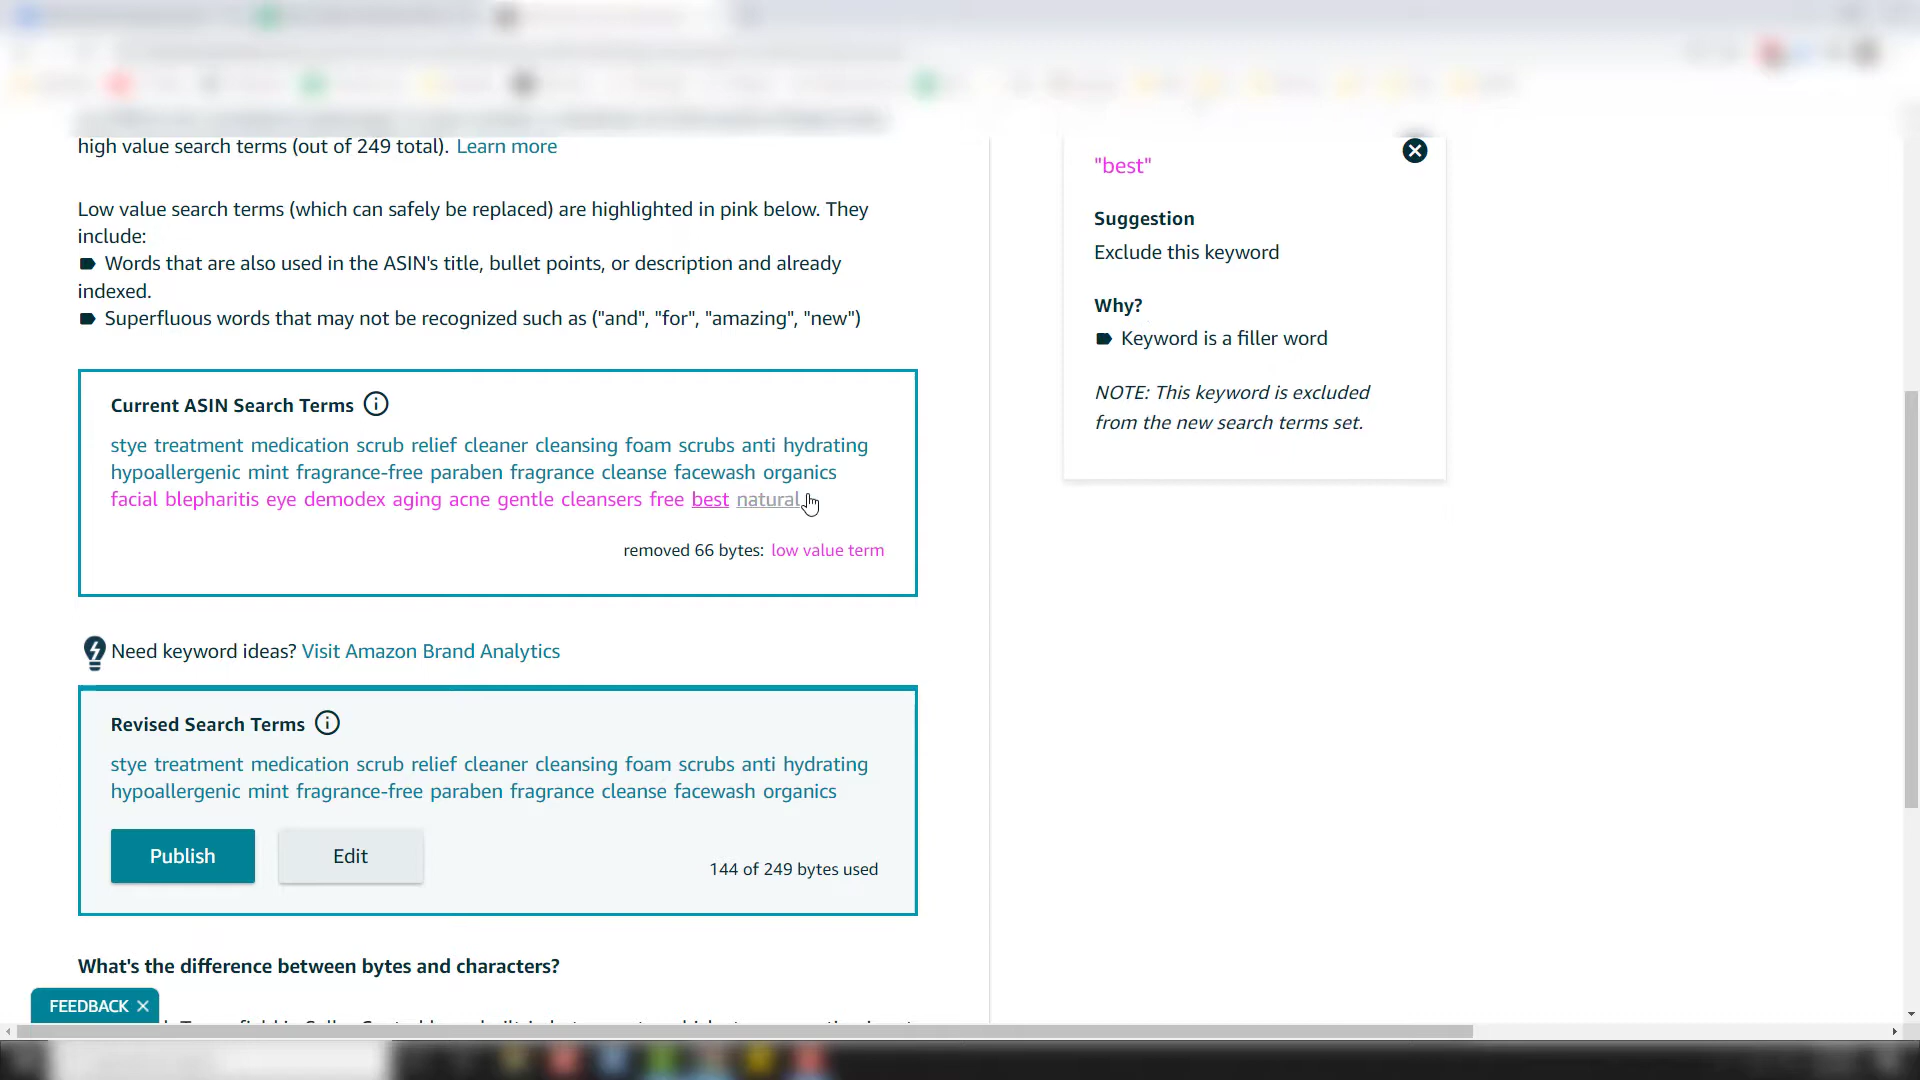 high value search terms (out of 249 total). Learn more
Low value search terms (which can safely be replaced) are highlighted in pink below. They
include:
Words that are also used in the ASIN's title, bullet points, or description and already
indexed.
Superfluous words that may not be recognized such as ("and", "for", "amazing", "new")
Current ASIN Search Terms
stye treatment medication scrub relief cleaner cleansing foam scrubs anti hydrating
hypoallergenic mint fragrance-free paraben fragrance cleanse facewash organics
facial blepharitis eye demodex aging acne gentle cleansers free best natural
removed 66 bytes: low value term
Need keyword ideas? Visit Amazon Brand Analytics
Revised Search Terms
stye treatment medication scrub relief cleaner cleansing foam scrubs anti hydrating
hypoallergenic mint fragrance-free paraben fragrance cleanse facewash organics
Publish
Edit
144 of 249 bytes used
What's the difference between bytes and characters?
FEEDBACK
"best"
Suggestion
Exclude this keyword
Why?
Keyword is a filler word
NOTE: This keyword is excluded
from the new search terms set.